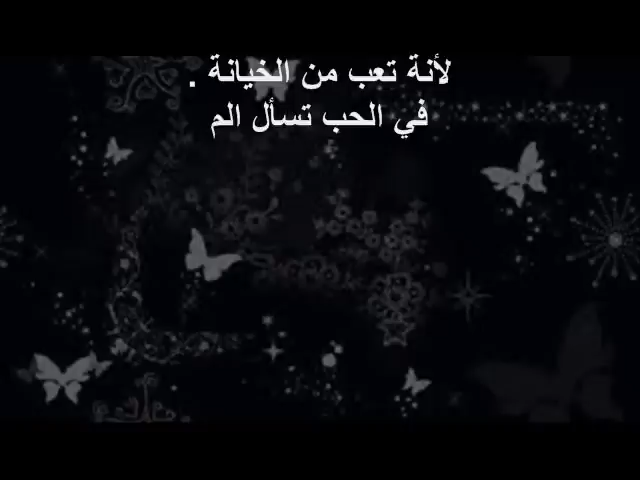 لأنة تعب من الخيانة .
في الحب تسأل الم